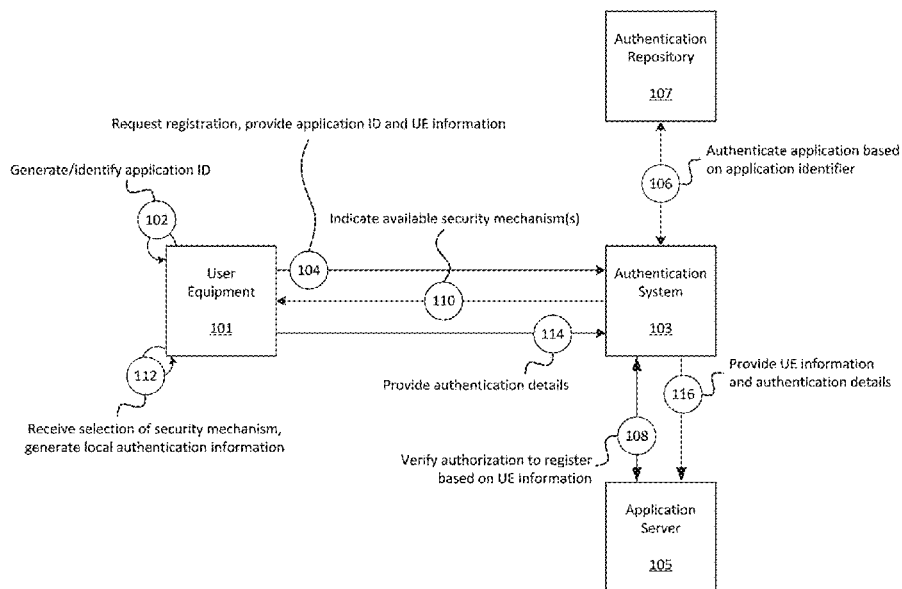 Authentication
Repository
107
Request registration, provide application ID and UE information
Authenticate application based
on application identifier
106
Generate/identify application ID
102
Indicate available security mechanism(s)
User
Equipment
101
104
110
114
Authentication
System
103
112
Provide authentication details
Provide UE information
and authentication details
116
Receive selection of security mechanism,
generate local authentication information
108
Verify authorization to register
based on UE information
Application
Server
105